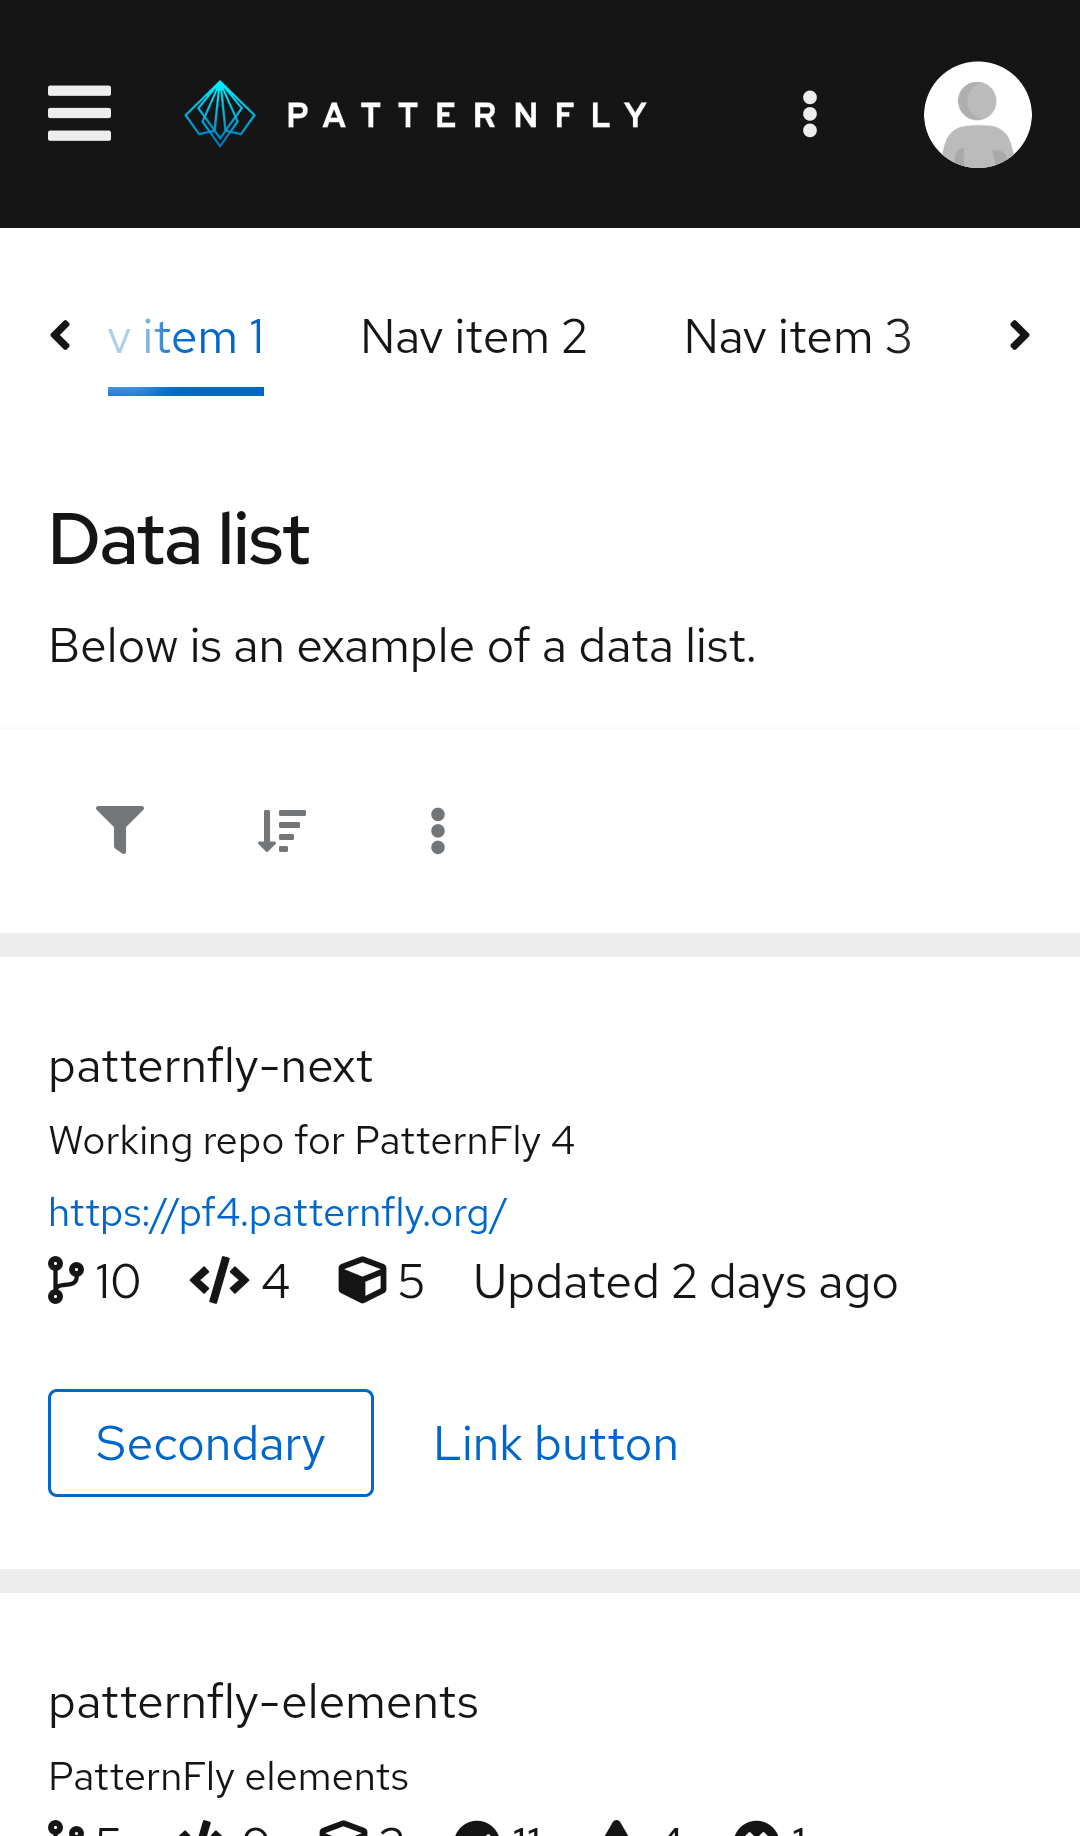 PATTERNFLY
v item 1 Nav item 2 Nav item 3
Data list
Below is an example of a data list.
patternfly-next
Working repo for PatternFly 4
https://pf4.patternfly.org/
10 4 5 Updated 2 days ago
Secondary Link button
patternfly-elements
PatternFly elements